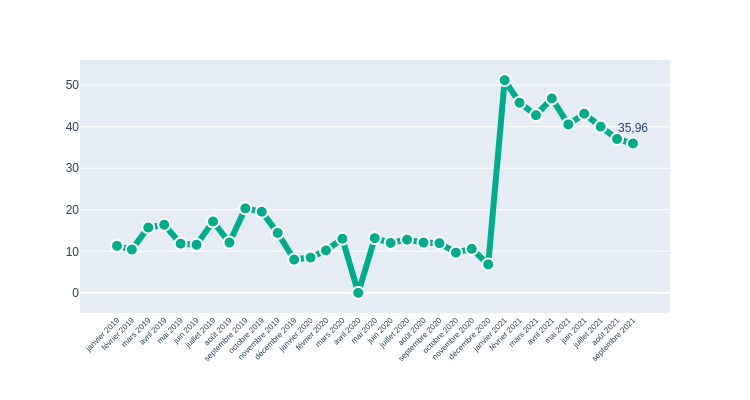 50
40
30
20
10
0
35,96
janvier 2019
février 2019
mars 2019
avril 2019
mai 2019
juin 2019
juillet 2019
août 2019
septembre 2019
octobre 2019
novembre 2019
décembre 2019
janvier 2020
février 2020
mars 2020
avril 2020
mai 2020
juin 2020
juillet 2020
août 2020
septembre 2020
octobre 2020
novembre 2020
décembre 2020
janvier 2021
février 2021
mars 2021
avril 2021
mai 2021
juin 2021
juillet 2021
août 2021
septembre 2021